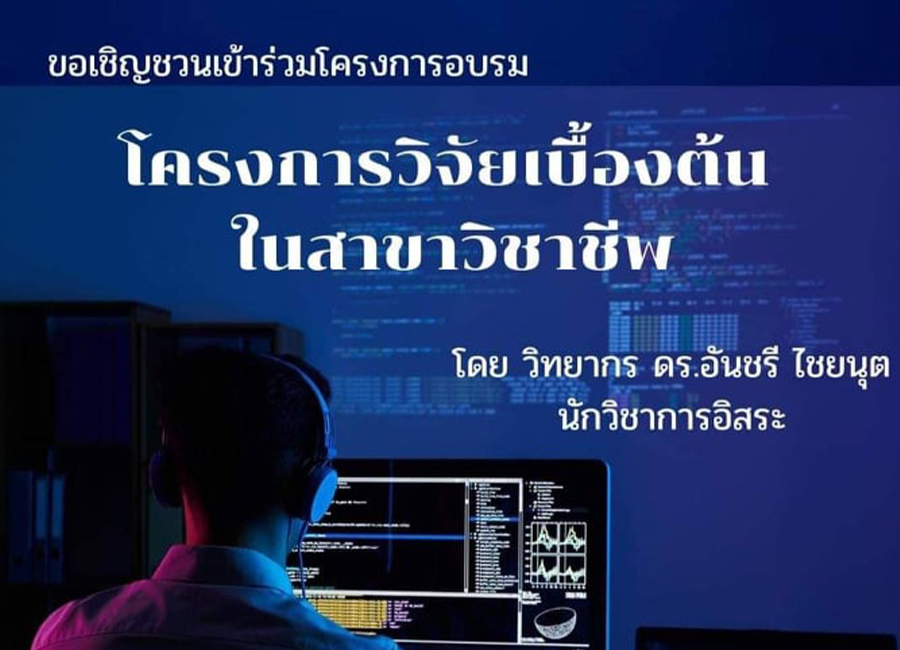 ขอเชิญชวนเข้าร่วมโครงการอบรม
โครงการวิจัยเบื้องต้น
ในสาขาวิชาชีพ
โดย วิทยากร ดร.อันชรี ไชยนุต
นักวิชาการอิสระ